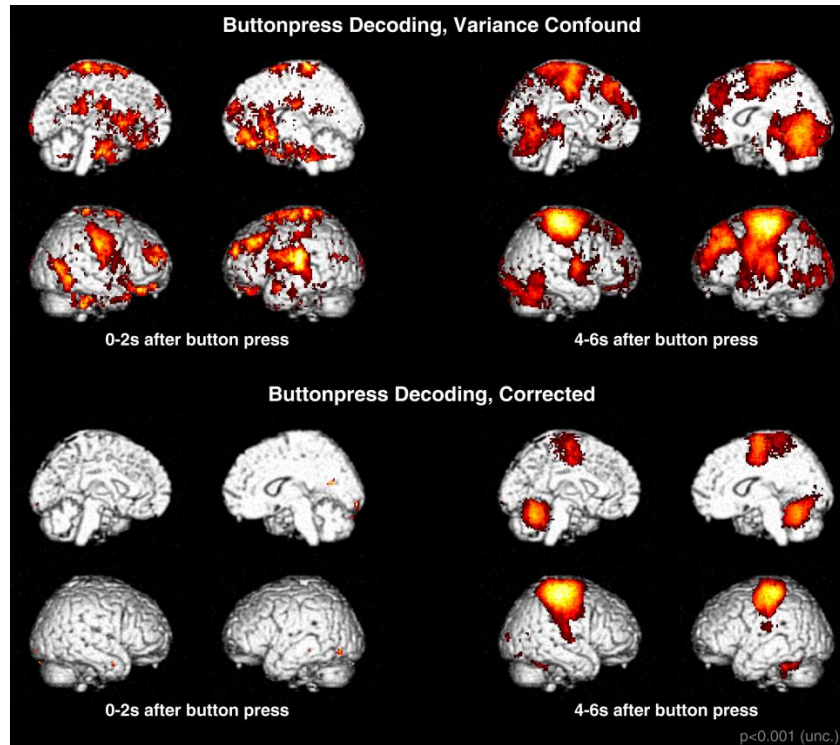 Buttonpress Decoding, Variance Confound
0-2s after button press
4-6s after button press
Buttonpress Decoding, Corrected
0-2s after button press
4-6s after button press
p<0.001 (unc.)